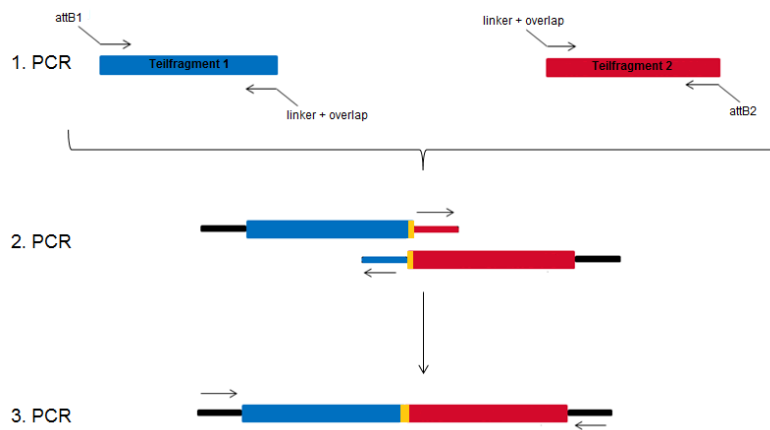 attB1
linker + overlap
1. PCR
Teilfragment 1
Teilfragment 2
linker + overlap
attB2
2. PCR
3. PCR